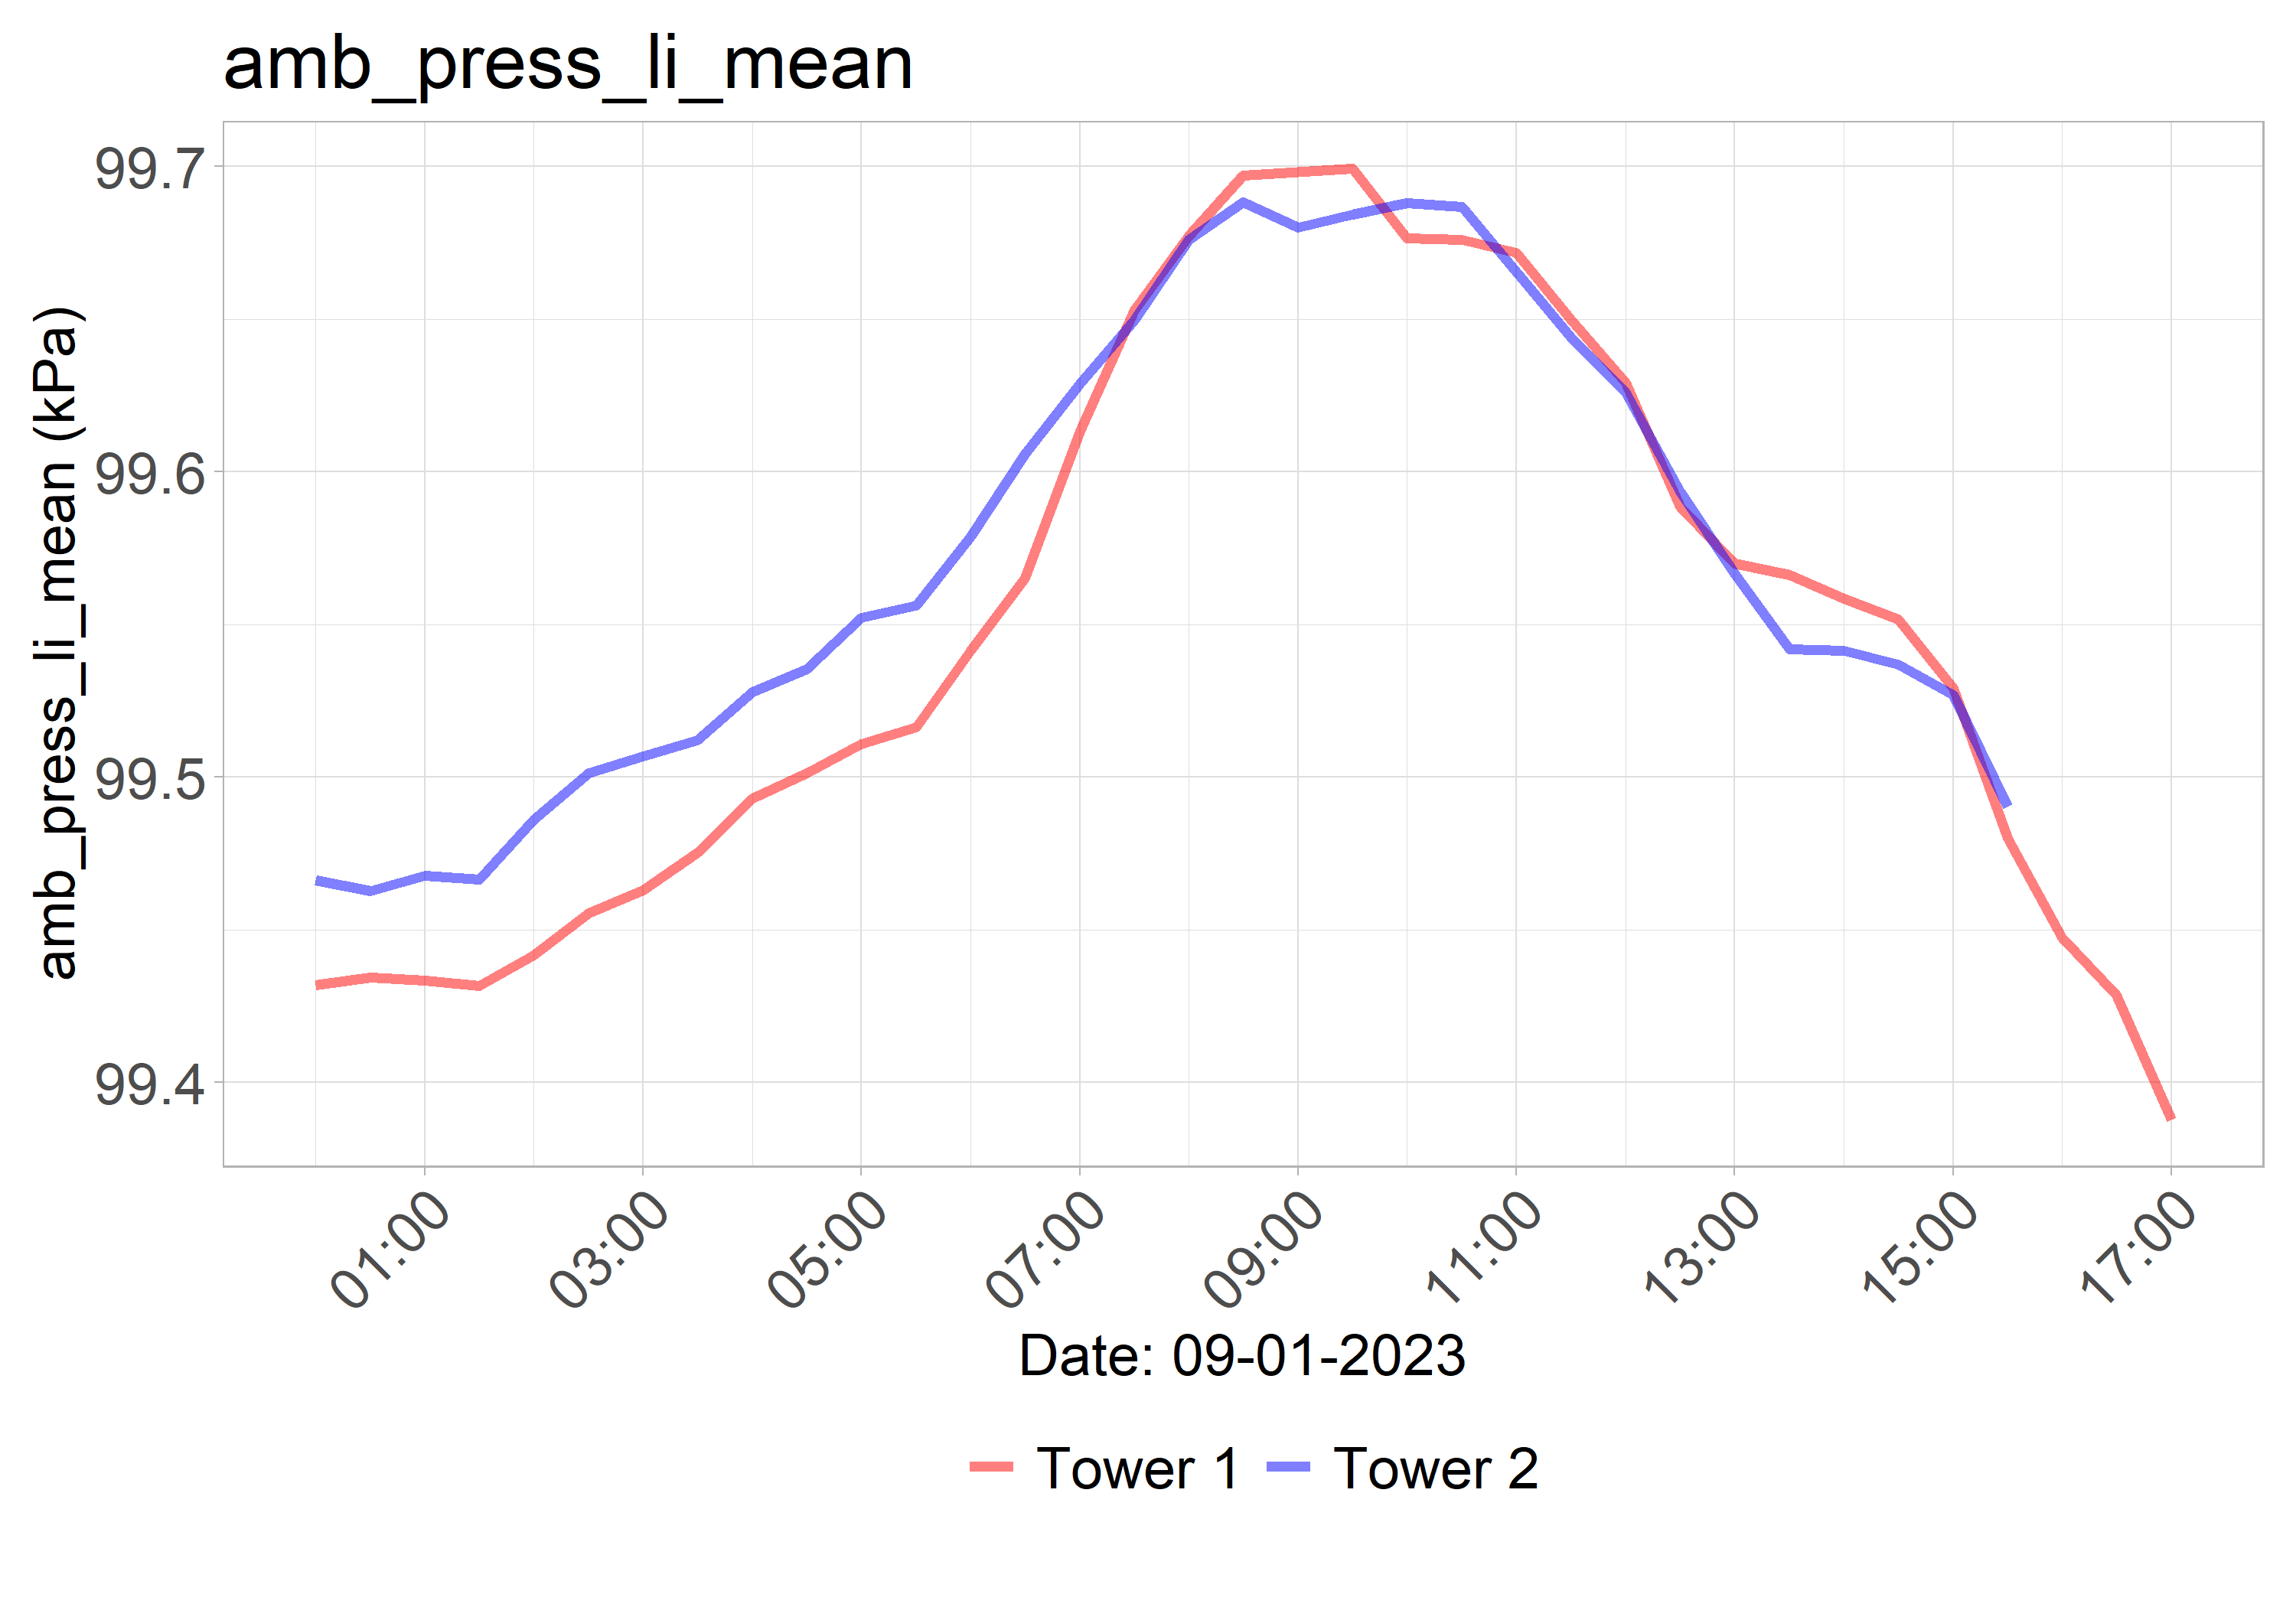 amb_press_li_mean
amb_press_li_mean (kPa)
99.7
99.6
99.5
99.4
01:00 03:00 05:00 07:00 09:00 11:00 13:00 15:00 17:00
Date: 09-01-2023
Tower 1 Tower 2